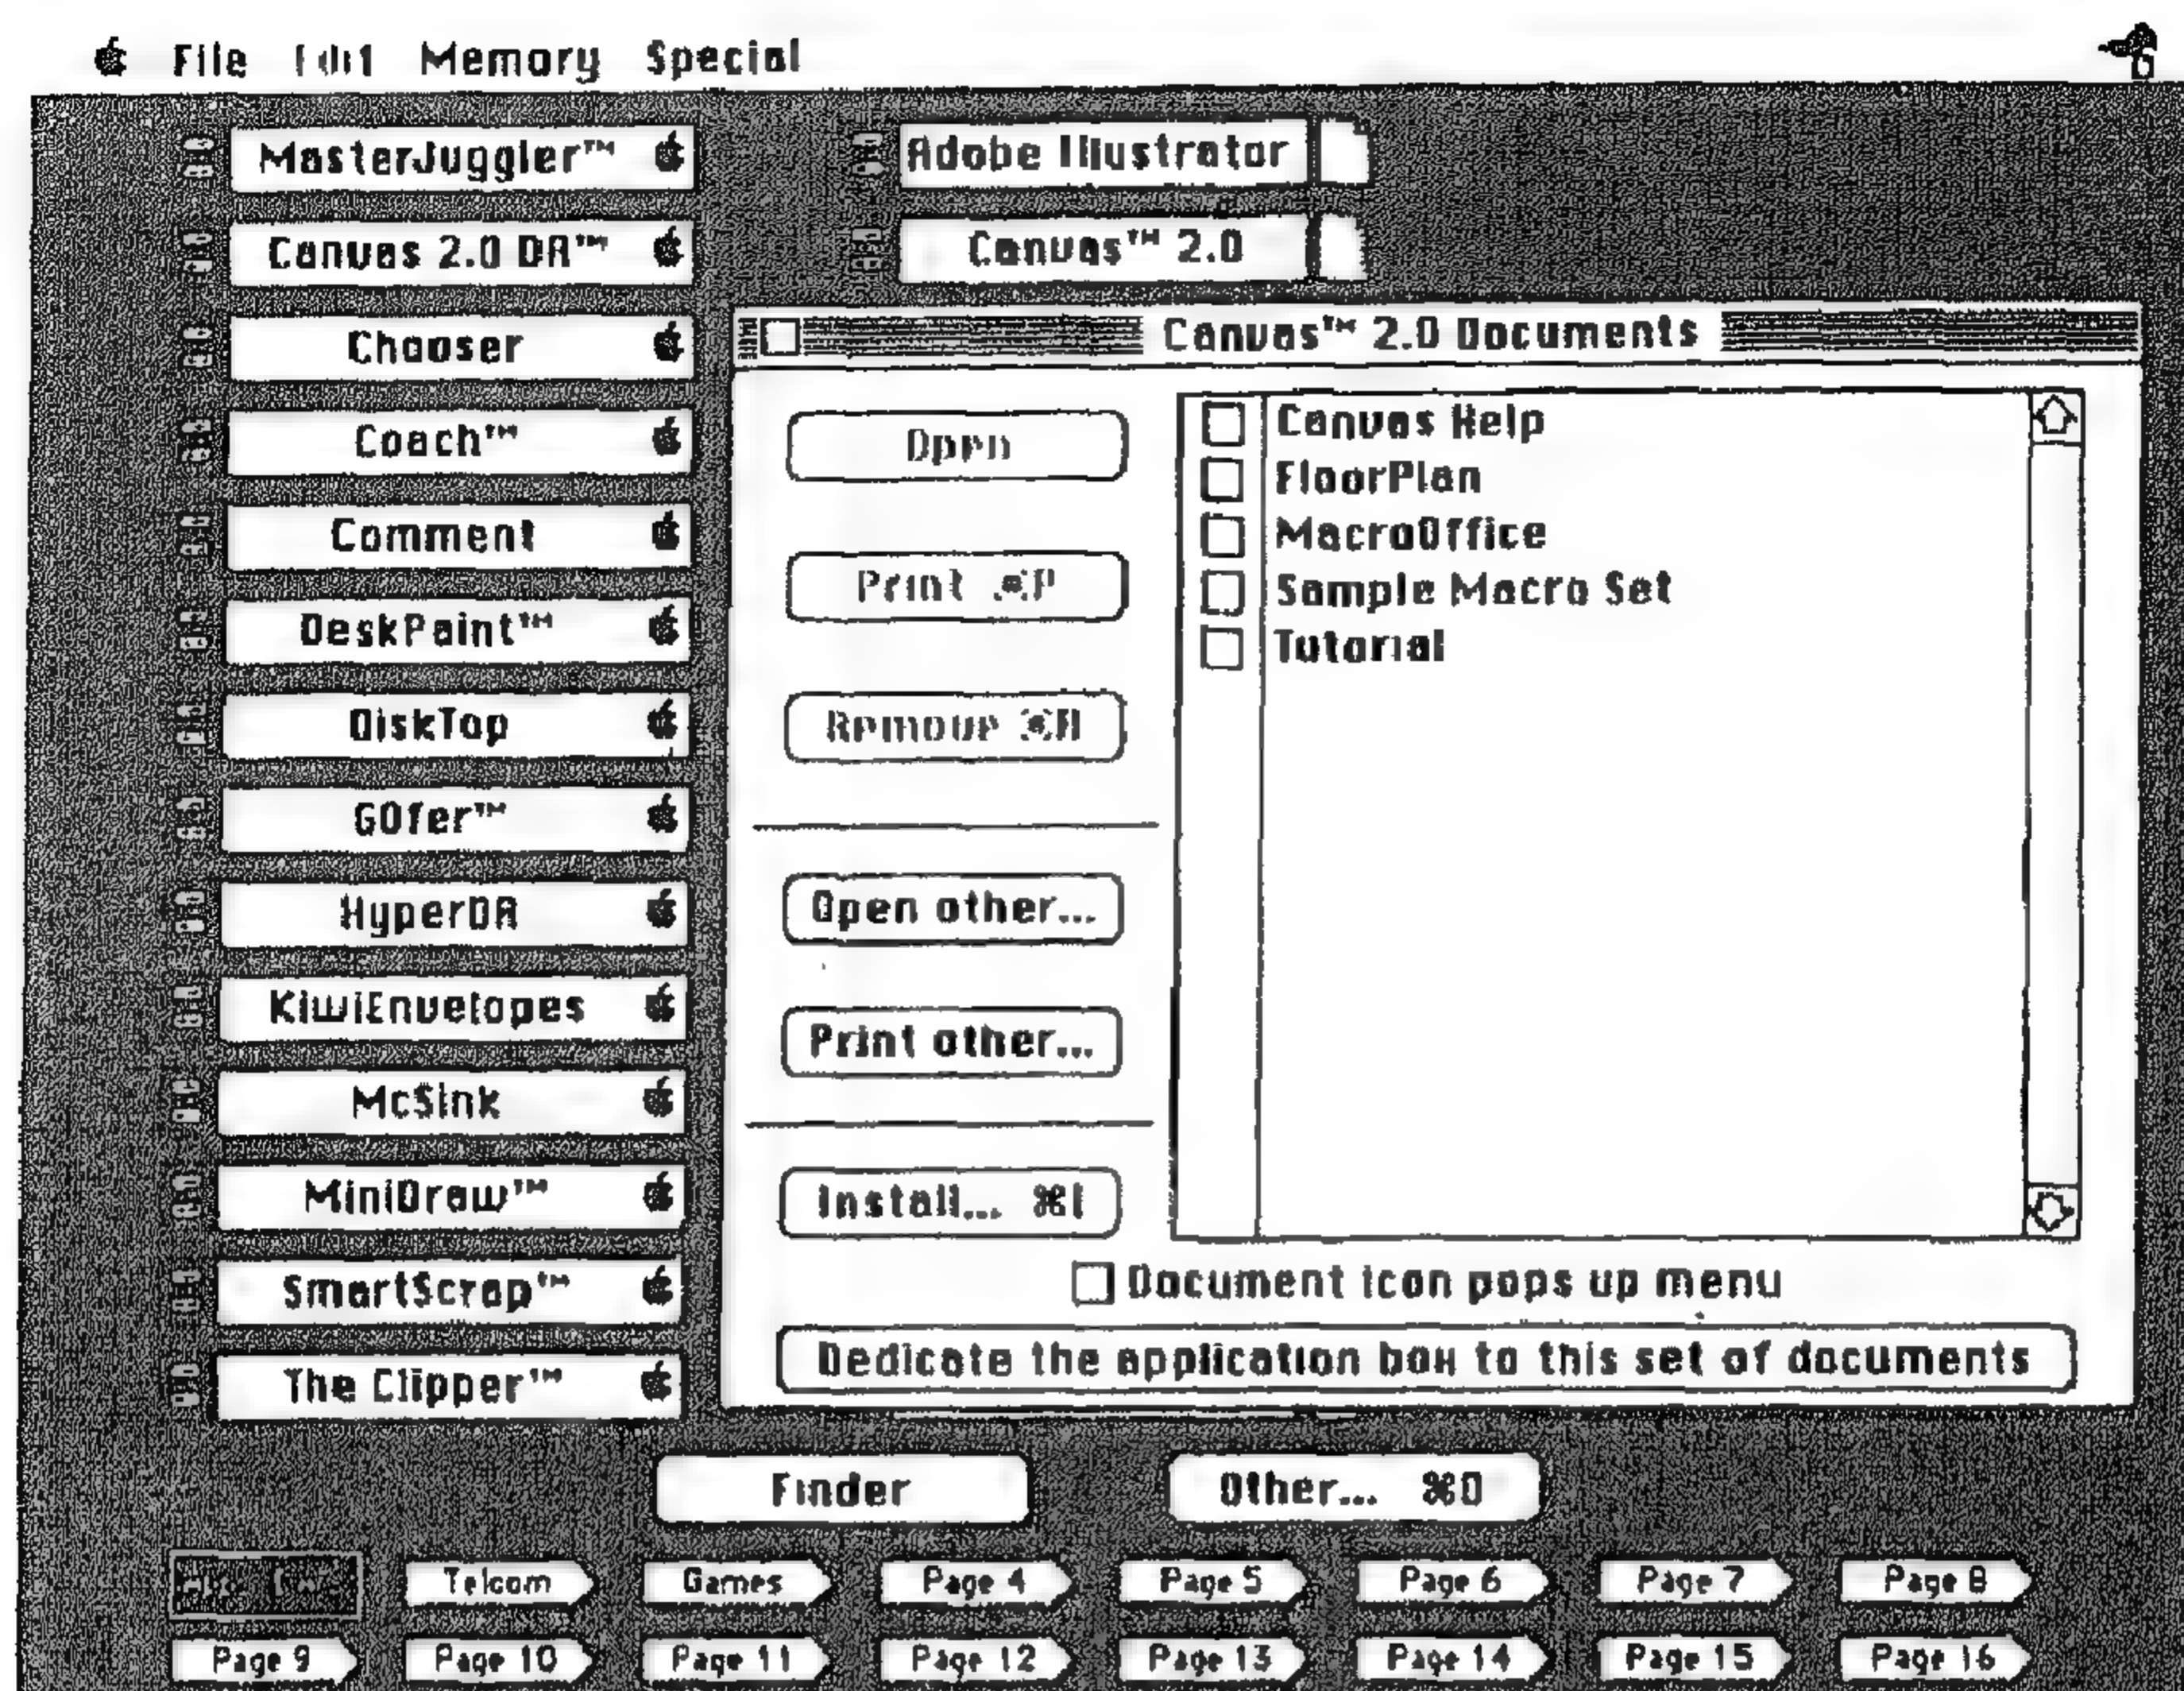 File Edit Memory Special
MasterJuggler™
Canvas 2.0 DA™
Chooser
Coach™
Comment
DeskPaint™
DiskTop
GOfer™
HyperDA
KiwiEnvelopes
McSink
MiniDraw™
SmartScrap™
The Clipper™
Adobe Illustrator
Canvas™ 2.0
Canvas™ 2.0 Documents
Open
Print ⌘P
Remove ⌘R
Open other...
Print other...
Install... ⌘I
Canvas Help
FloorPlan
MacroOffice
Sample Macro Set
Tutorial
Document icon pops up menu
Dedicate the application box to this set of documents
Finder
Other... ⌘O
Telcom
Games
Page 4
Page 5
Page 6
Page 7
Page 8
Page 9
Page 10
Page 11
Page 12
Page 13
Page 14
Page 15
Page 16